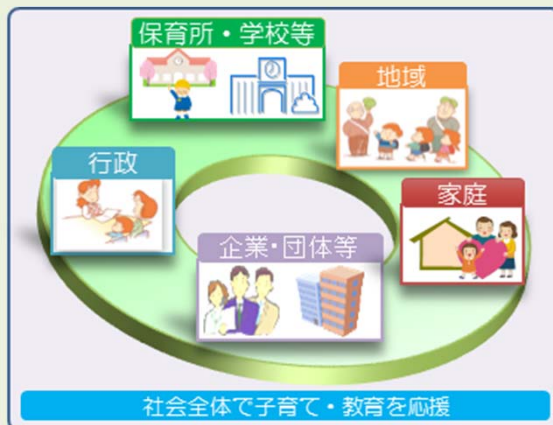 保育所・学校等
地域
行政
家庭
企業・団体等
社会全体で子育て・教育を応援